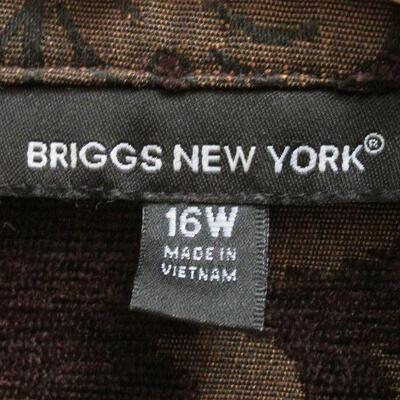 BRIGGS NEW YORK®
16W
MADE IN
VIETNAM